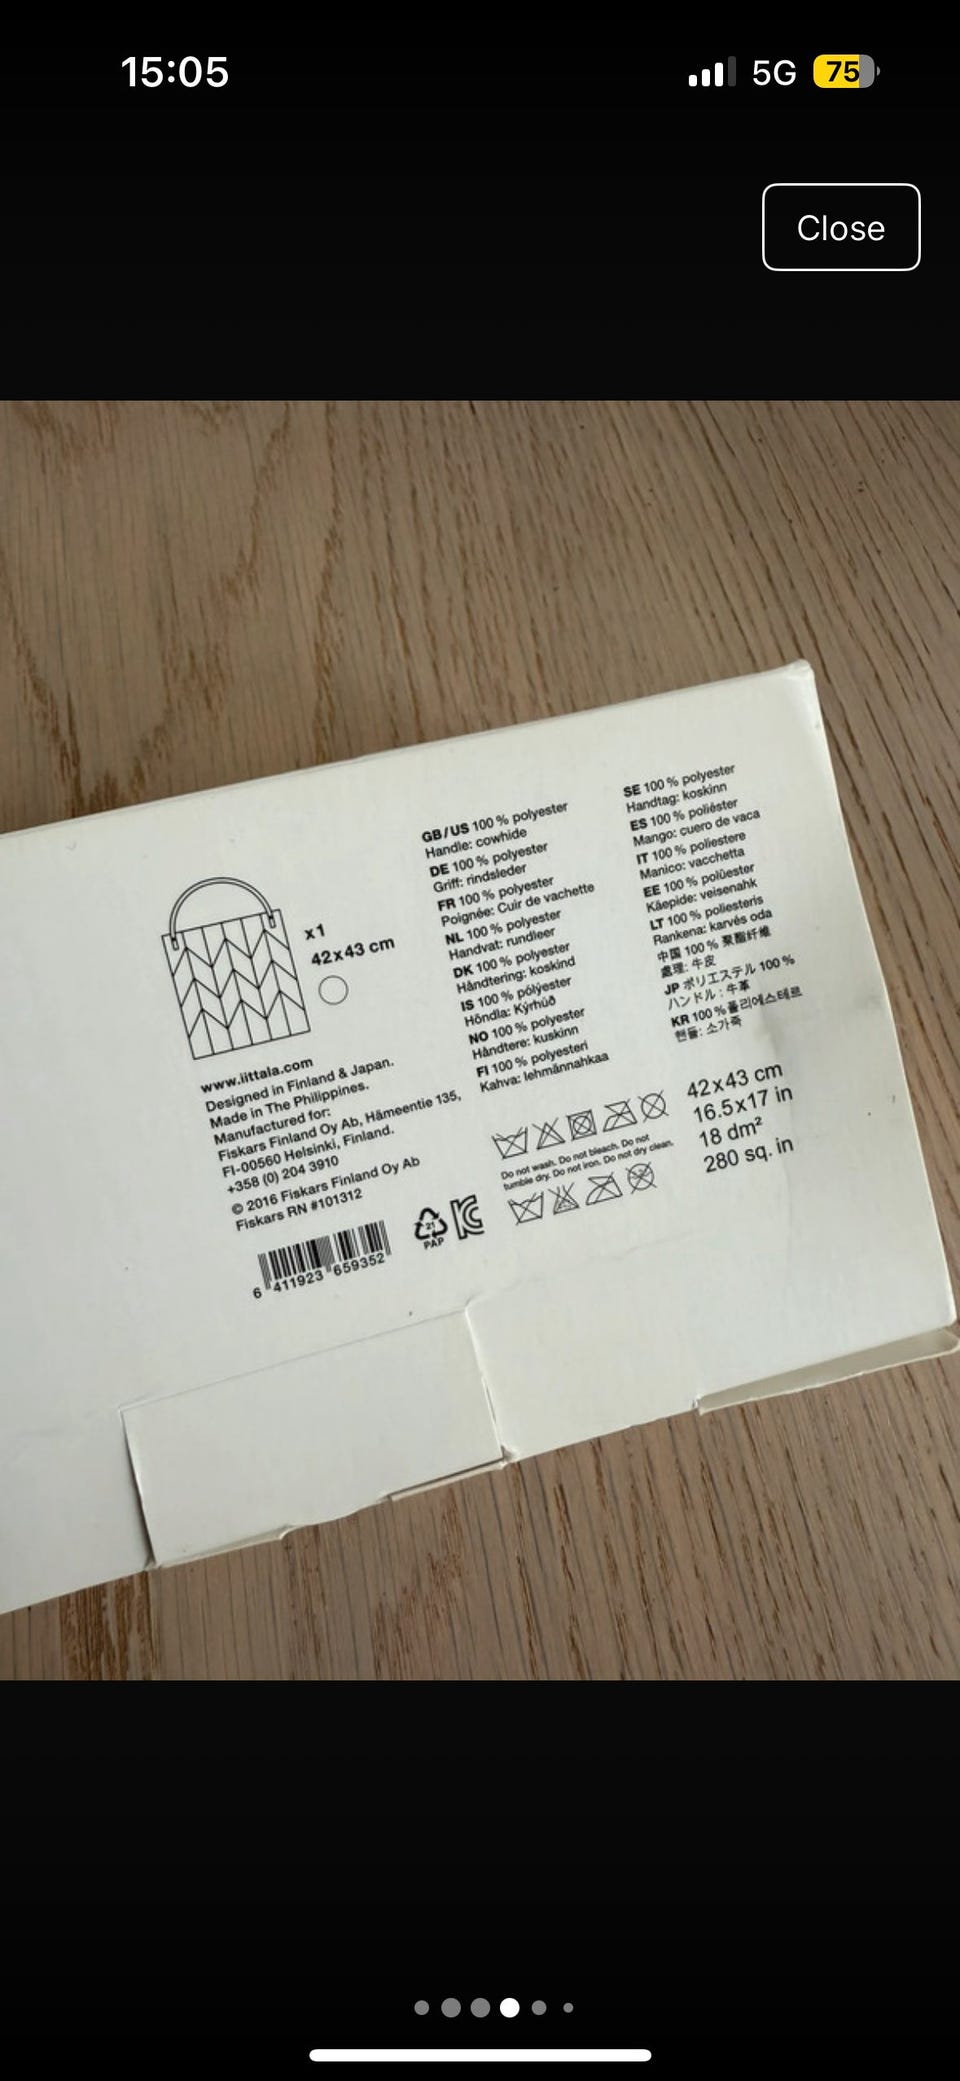 15:05
5G
75
Close
x1
42x43 cm
www.iittala.com
Designed in Finland & Japan.
Made in The Philippines.
Manufactured for:
Fiskars Finland Oy Ab, Hämeentie 135,
FI-00560 Helsinki, Finland.
+358 (0) 204 3910
© 2016 Fiskars Finland Oy Ab
Fiskars RN #101312
6 411923 659352
GB/US 100 % polyester
Handle: cowhide
DE 100 % polyester
Griff: rindsleder
FR 100 % polyester
Poignée: Cuir de vachette
NL 100 % polyester
Handvat: rundleer
DK 100 % polyester
Håndtering: koskind
IS 100 % pólýester
Höndla: Kýrhúð
NO 100 % polyester
Håndtere: kuskinn
FI 100 % polyesteri
Kahva: lehmännahkaa
SE 100 % polyester
Handtag: koskinn
ES 100 % poliéster
Mango: cuero de vaca
IT 100 % poliestere
Manico: vacchetta
EE 100 % polüester
Käepide: veisenahk
LT 100 % poliesteris
Rankena: karvės oda
中国 100 % 聚酯纤维
處理: 牛皮
JP ポリエステル 100 %
ハンドル : 牛革
KR 100 % 폴리에스테르
핸들: 소가죽
Do not wash. Do not bleach. Do not
tumble dry. Do not iron. Do not dry clean.
21
PAP
42x43 cm
16.5x17 in
18 dm²
280 sq. in